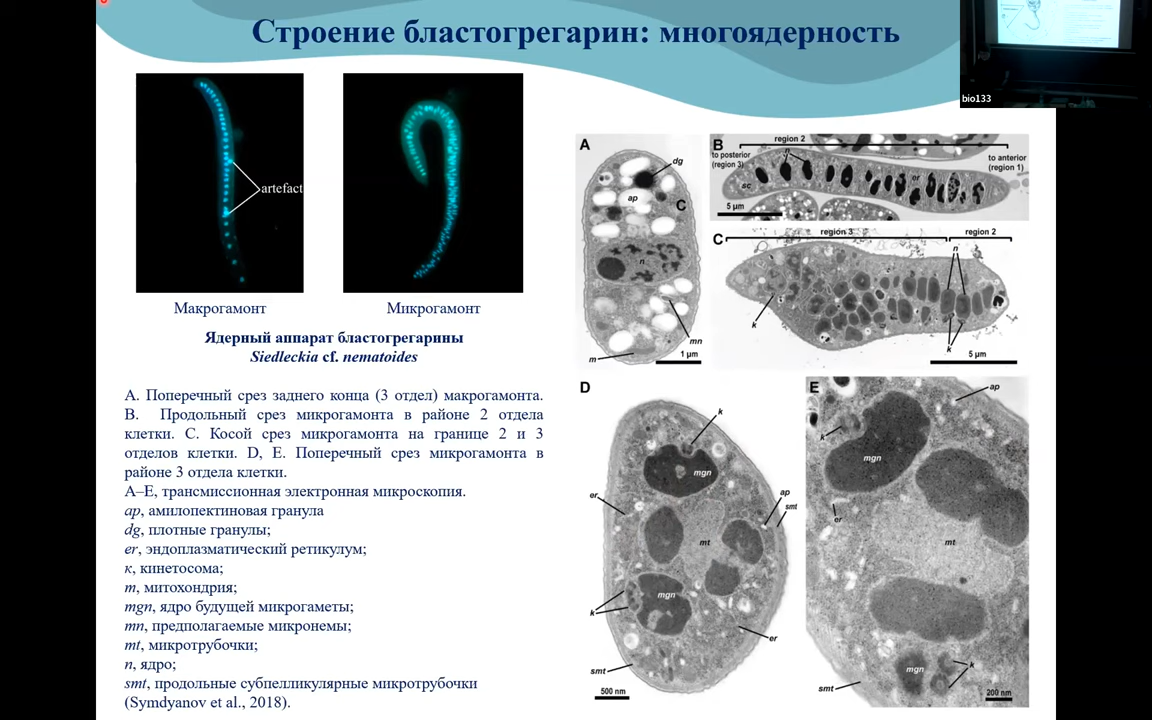 Строение бластогрегарин: многоядерность
bio133
artefact
Макрогамонт
Микрогамонт
Ядерный аппарат бластогрегарины
Siedleckia cf. nematoides
A. Поперечный срез заднего конца (3 отдел) макрогамонта.
B. Продольный срез микрогамонта в районе 2 отдела
клетки. C. Косой срез микрогамонта на границе 2 и 3
отделов клетки. D, E. Поперечный срез микрогамонта в
районе 3 отдела клетки.
A–E, трансмиссионная электронная микроскопия.
ap, амилопектиновая гранула
dg, плотные гранулы;
er, эндоплазматический ретикулум;
к, кинетосома;
m, митохондрия;
mgn, ядро будущей микрогаметы;
mn, предполагаемые микронемы;
mt, микротрубочки;
n, ядро;
smt, продольные субпелликулярные микротрубочки
(Symdyanov et al., 2018).
A
dg
ap
C
n
mn
m
1 µm
B
region 2
to posterior
(region 3)
n
to anterior
(region 1)
sc
er
5 µm
C
region 3
region 2
n
k
k
5 µm
D
k
mgn
er
ap
smt
mt
mgn
k
er
smt
500 nm
E
ap
k
mgn
er
mt
mgn
k
smt
200 nm